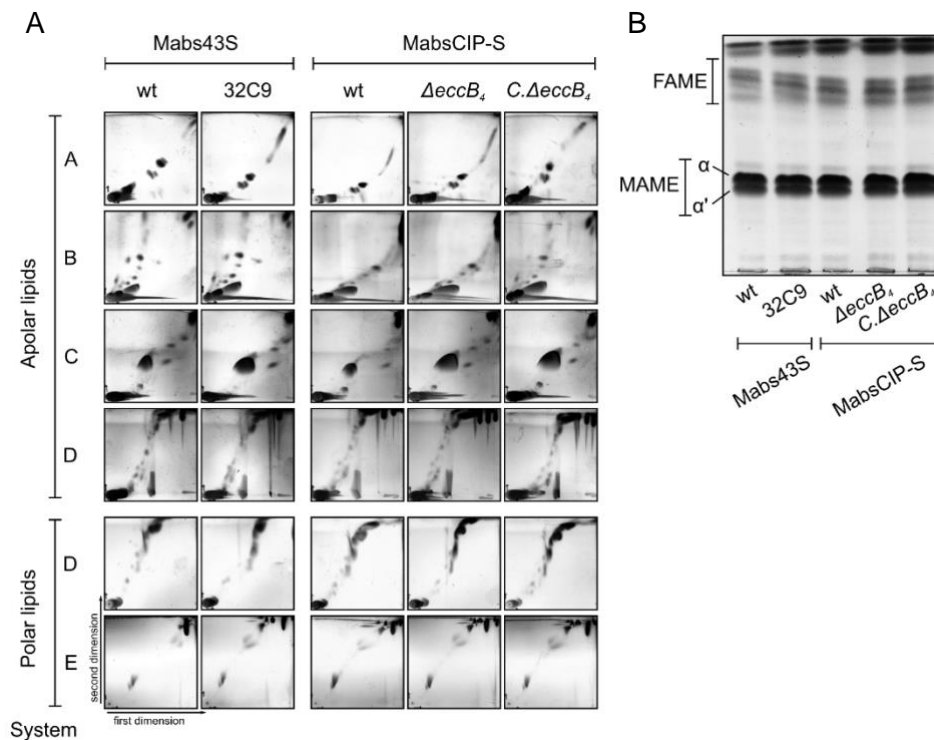 A
Mabs43S
MabsCIP-S
wt
32C9
wt
ΔeccB₄
C.ΔeccB₄
Apolar lipids
A
B
C
D
Polar lipids
D
E
second dimension
first dimension
System
B
FAME
MAME
α
α'
wt
32C9
wt
ΔeccB₄
C.ΔeccB₄
Mabs43S
MabsCIP-S